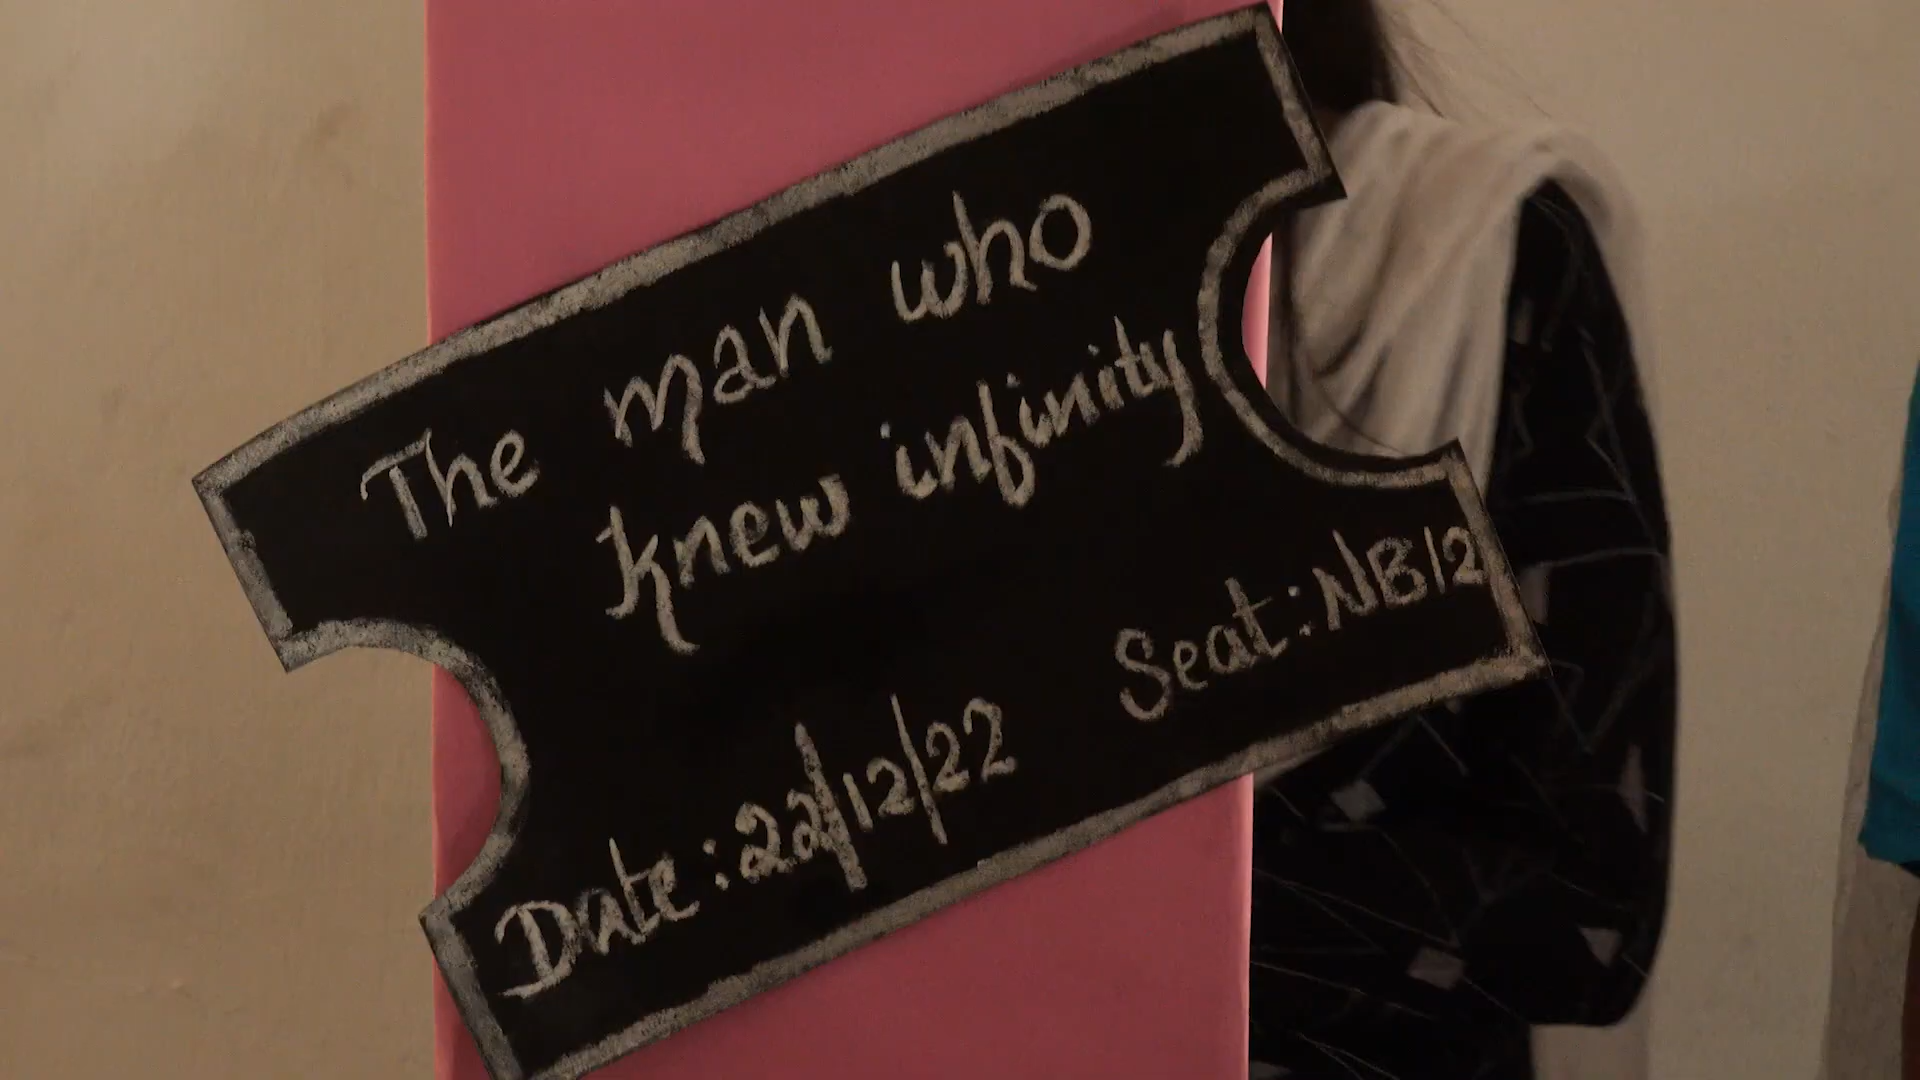 The man who
knew infinity
Seat: NB12
Date: 22/12/22